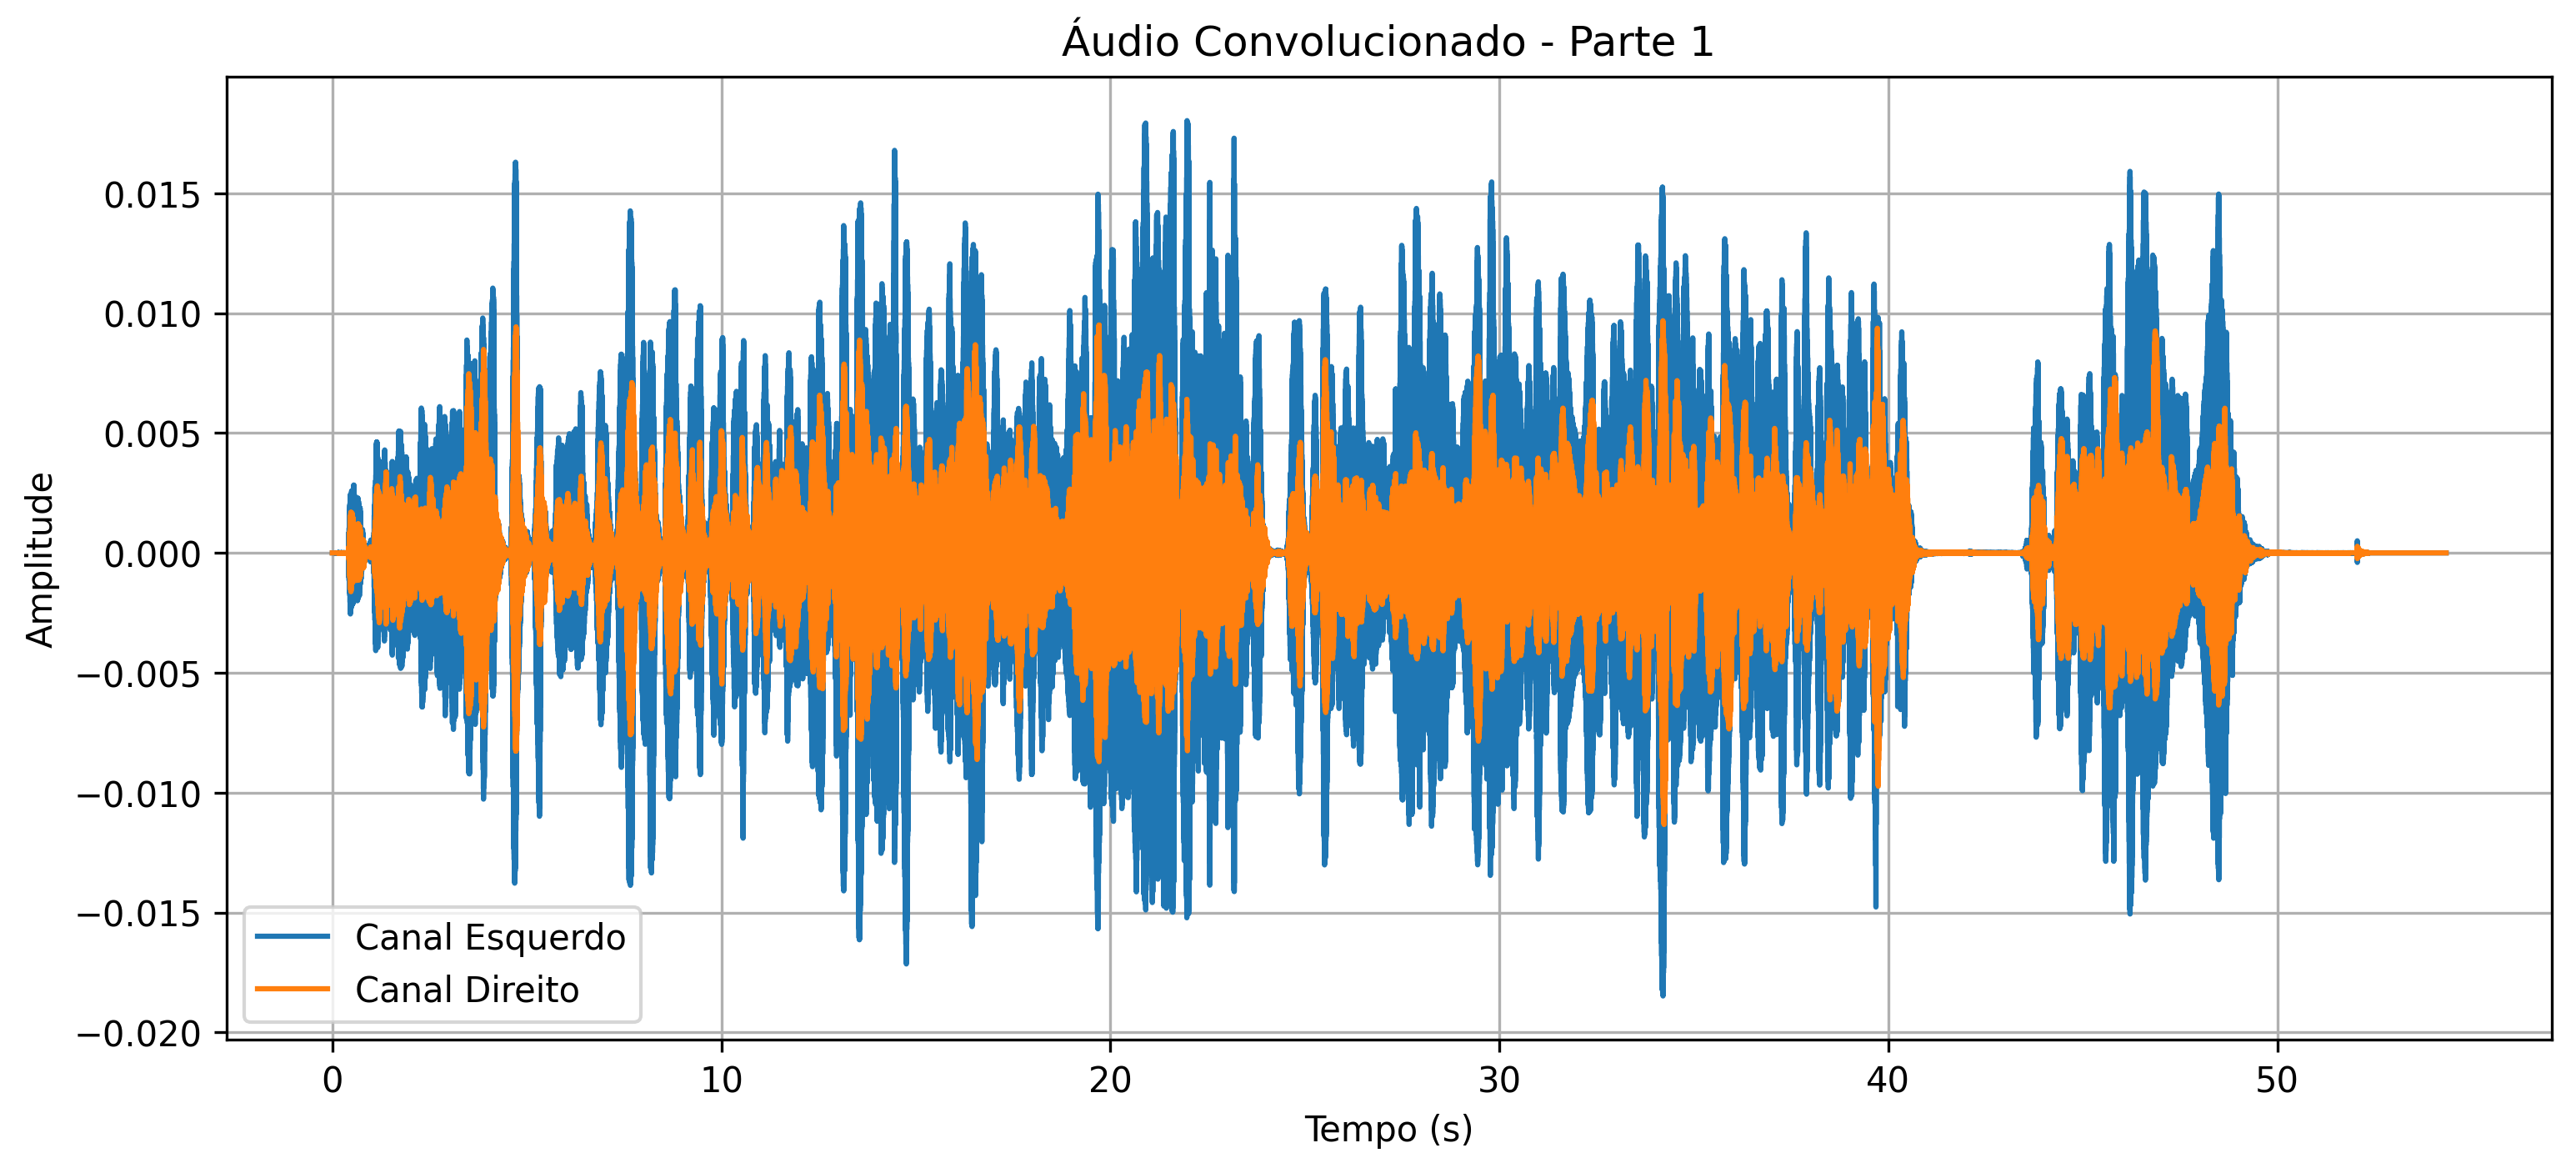 Áudio Convolucionado - Parte 1
Amplitude
0.015
0.010
0.005
0.000
−0.005
−0.010
−0.015
−0.020
Canal Esquerdo
Canal Direito
0 10 20 30 40 50
Tempo (s)